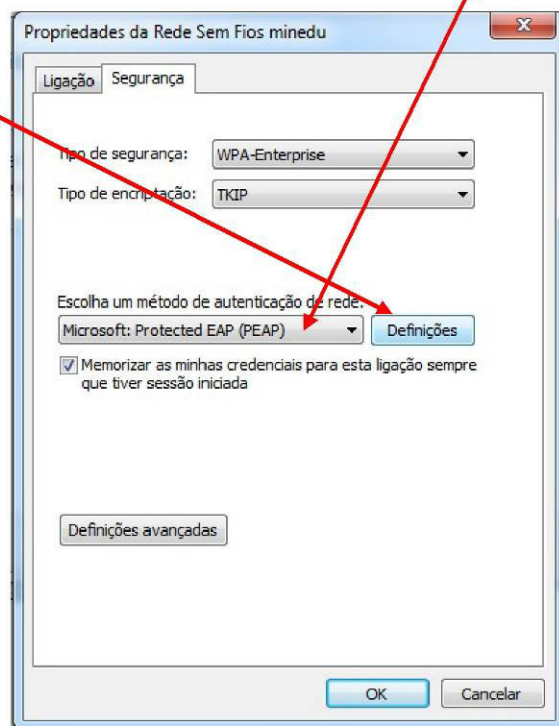 Propriedades da Rede Sem Fios minedu
Ligação Segurança
Tipo de segurança: WPA-Enterprise
Tipo de encriptação: TKIP
Escolha um método de autenticação de rede:
Microsoft: Protected EAP (PEAP) Definições
Memorizar as minhas credenciais para esta ligação sempre
que tiver sessão iniciada
Definições avançadas
OK Cancelar